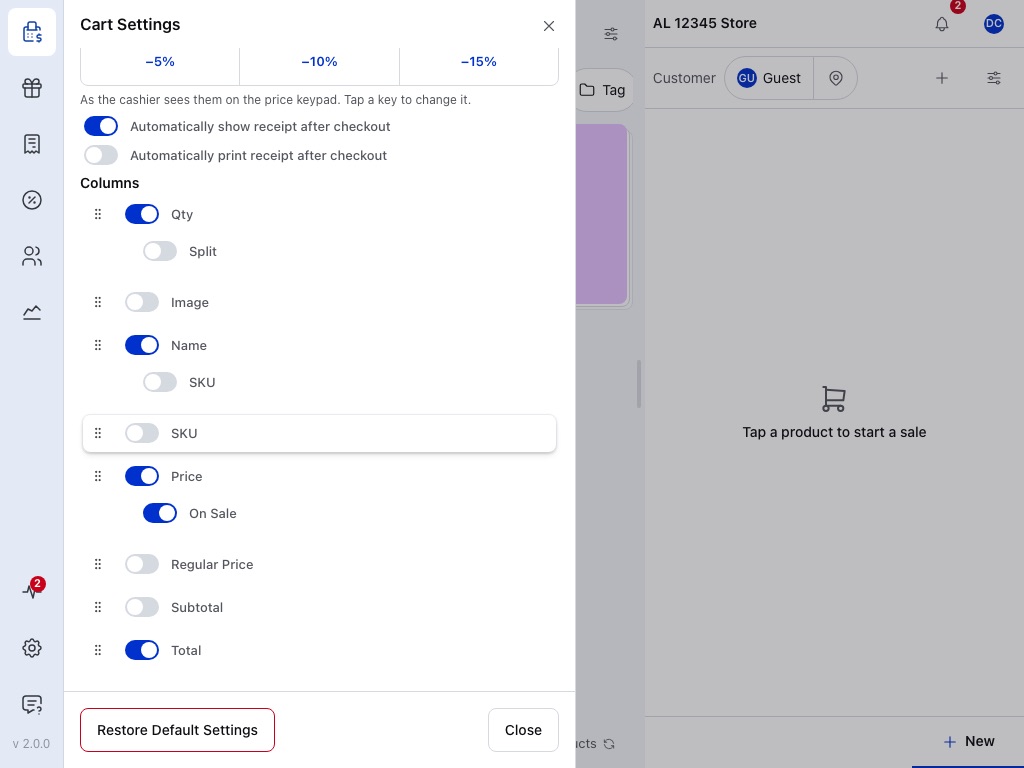 Cart Settings
−5%
−10%
−15%
As the cashier sees them on the price keypad. Tap a key to change it.
Automatically show receipt after checkout
Automatically print receipt after checkout
Columns
Qty
Split
Image
Name
SKU
SKU
Price
On Sale
Regular Price
Subtotal
Total
Restore Default Settings
Close
2
v 2.0.0
Tag
ucts
AL 12345 Store
2
DC
Customer
GU Guest
Tap a product to start a sale
New